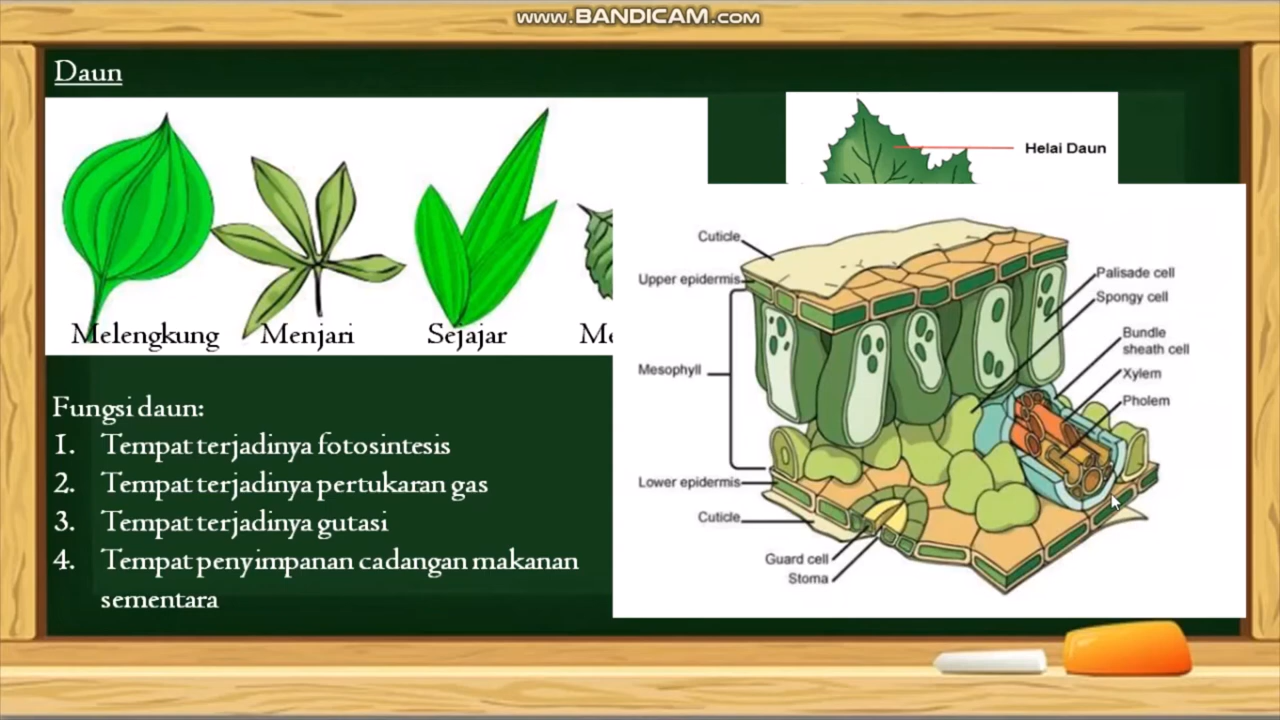 www.BANDICAM.com
Daun
Melengkung
Menjari
Sejajar
Helai Daun
Fungsi daun:
1. Tempat terjadinya fotosintesis
2. Tempat terjadinya pertukaran gas
3. Tempat terjadinya gutasi
4. Tempat penyimpanan cadangan makanan
sementara
Cuticle
Upper epidermis
Mesophyll
Lower epidermis
Cuticle
Guard cell
Stoma
Palisade cell
Spongy cell
Bundle
sheath cell
Xylem
Pholem